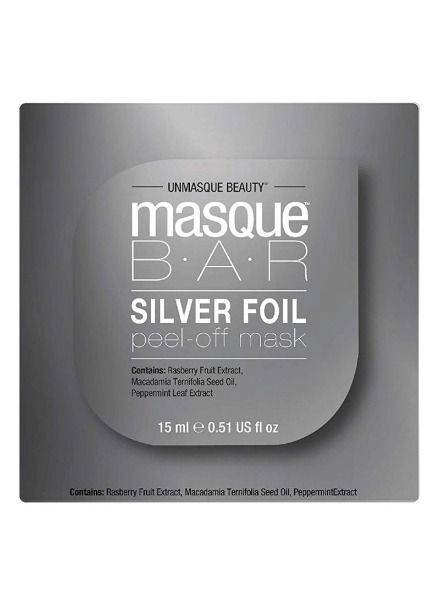 UNMASQUE BEAUTY™
masque™
B·A·R
SILVER FOIL
peel-off mask
Contains: Rasberry Fruit Extract,
Macadamia Ternifolia Seed Oil,
Peppermint Leaf Extract
15 ml ℮ 0.51 US fl oz
Contains: Rasberry Fruit Extract, Macadamia Ternifolia Seed Oil, PeppermintExtract